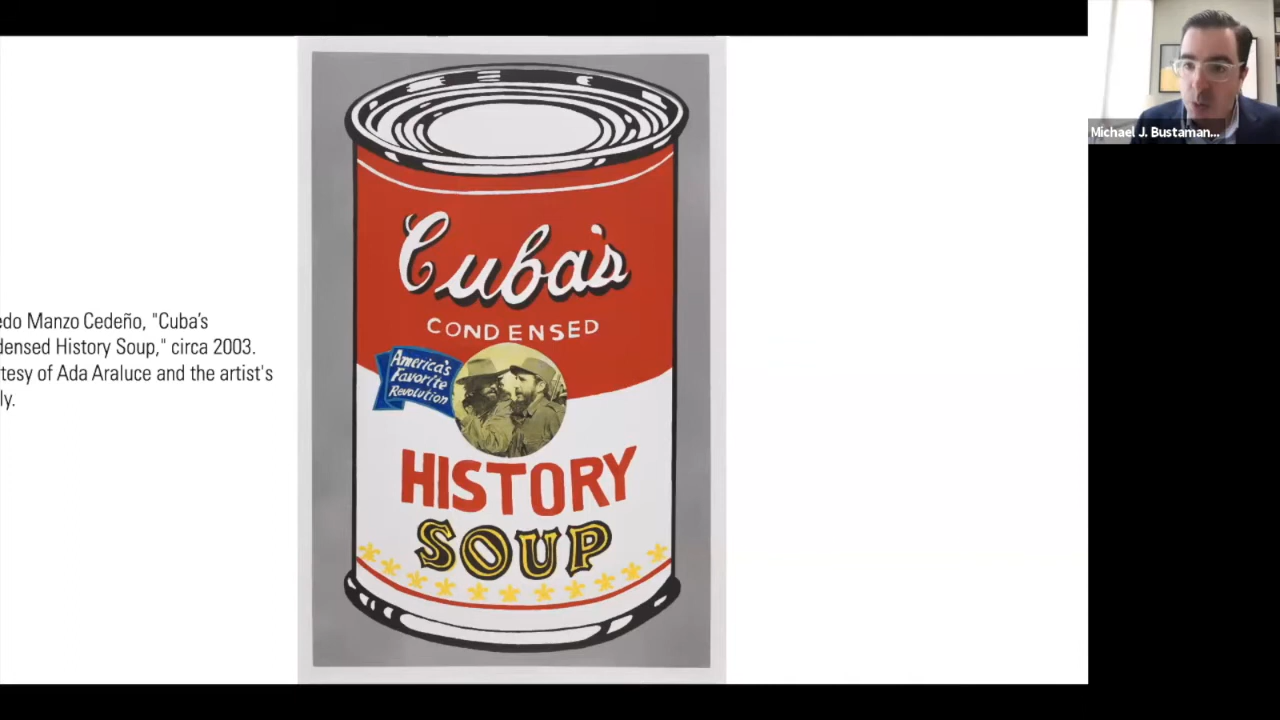 edo Manzo Cedeño, "Cuba's
densed History Soup," circa 2003.
rtesy of Ada Araluce and the artist's
ly.
Cuba's
CONDENSED
America's
Favorite
Revolution
HISTORY
SOUP
Michael J. Bustaman...